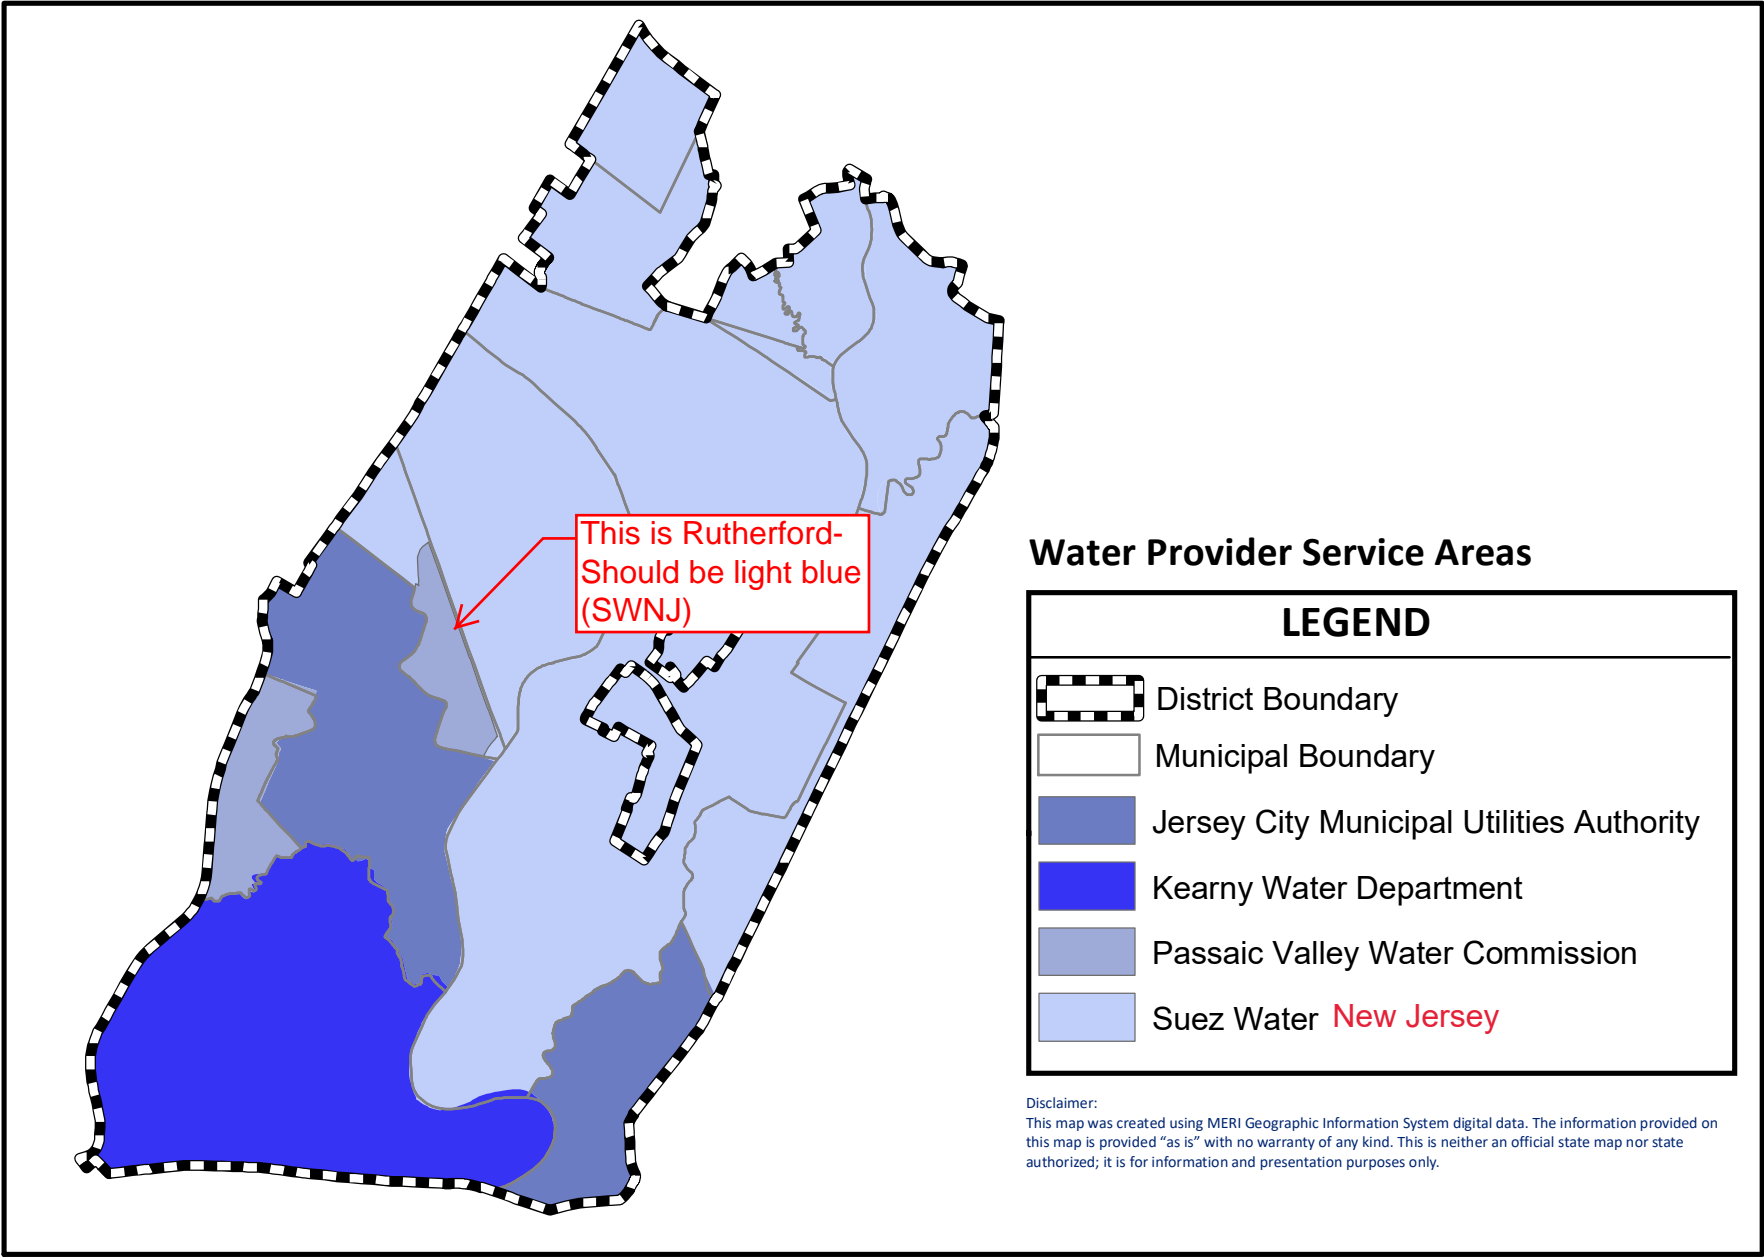 This is Rutherford-
Should be light blue
(SWNJ)
Water Provider Service Areas
LEGEND
District Boundary
Municipal Boundary
Jersey City Municipal Utilities Authority
Kearny Water Department
Passaic Valley Water Commission
Suez Water New Jersey
Disclaimer:
This map was created using MERI Geographic Information System digital data. The information provided on
this map is provided “as is” with no warranty of any kind. This is neither an official state map nor state
authorized; it is for information and presentation purposes only.